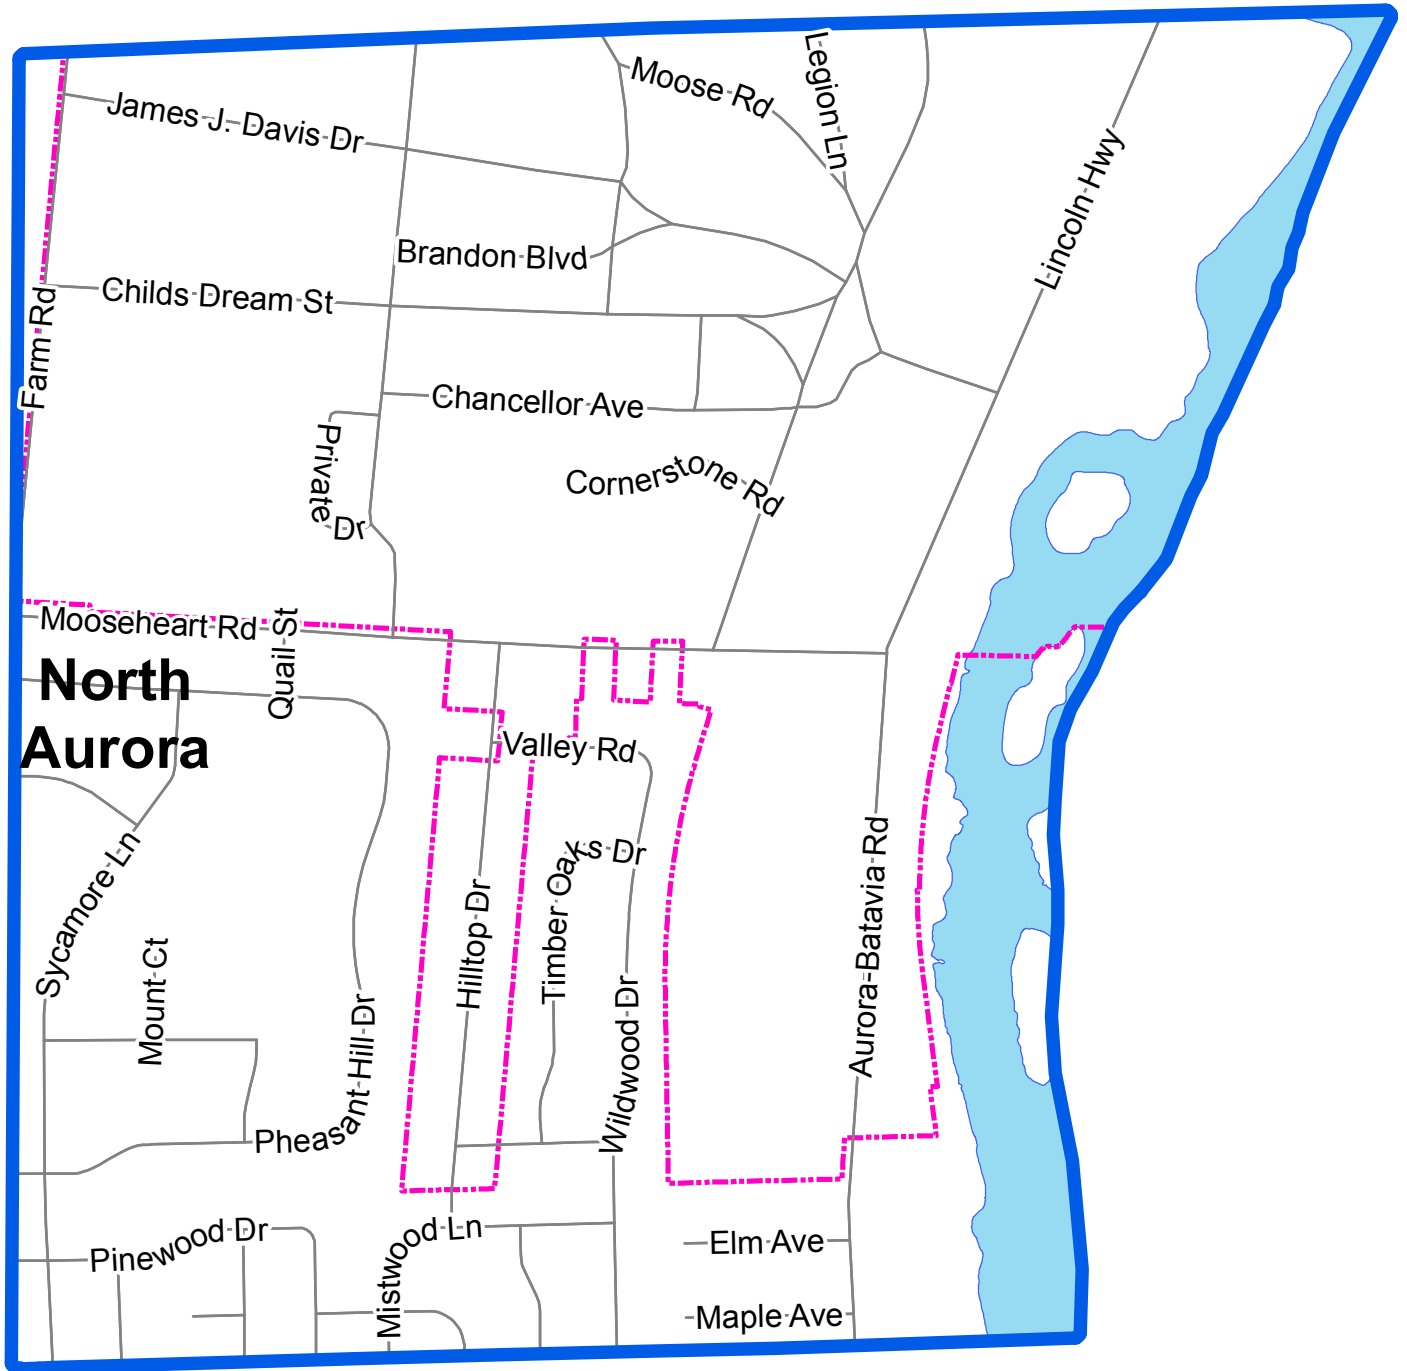 Moose Rd
Legion Ln
James J. Davis Dr
Lincoln Hwy
Brandon Blvd
Childs Dream St
Farm Rd
Chancellor Ave
Private Dr
Cornerstone Rd
Mooseheart Rd
Quail St
North
Aurora
Valley Rd
Sycamore Ln
Timber Oaks Dr
Hilltop Dr
Aurora-Batavia Rd
Mount Ct
Wildwood Dr
Pheasant Hill Dr
Pinewood Dr
Mistwood Ln
Elm Ave
Maple Ave